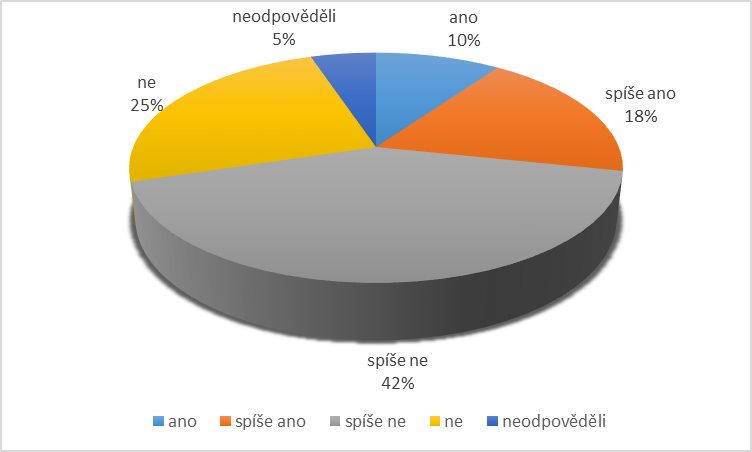 neodpověděli
5%
ano
10%
spíše ano
18%
ne
25%
spíše ne
42%
ano spíše ano spíše ne ne neodpověděli